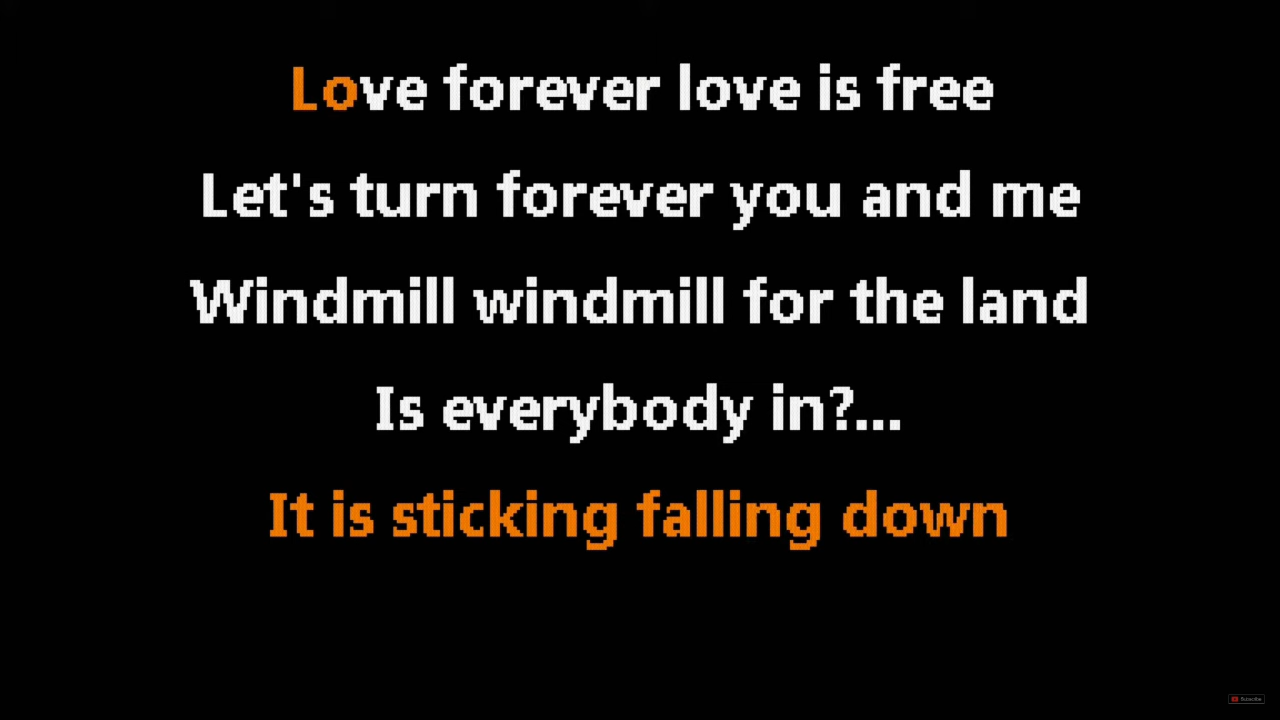 Love forever love is free
Let's turn forever you and me
Windmill windmill for the land
Is everybody in?...
It is sticking falling down
Subscribe